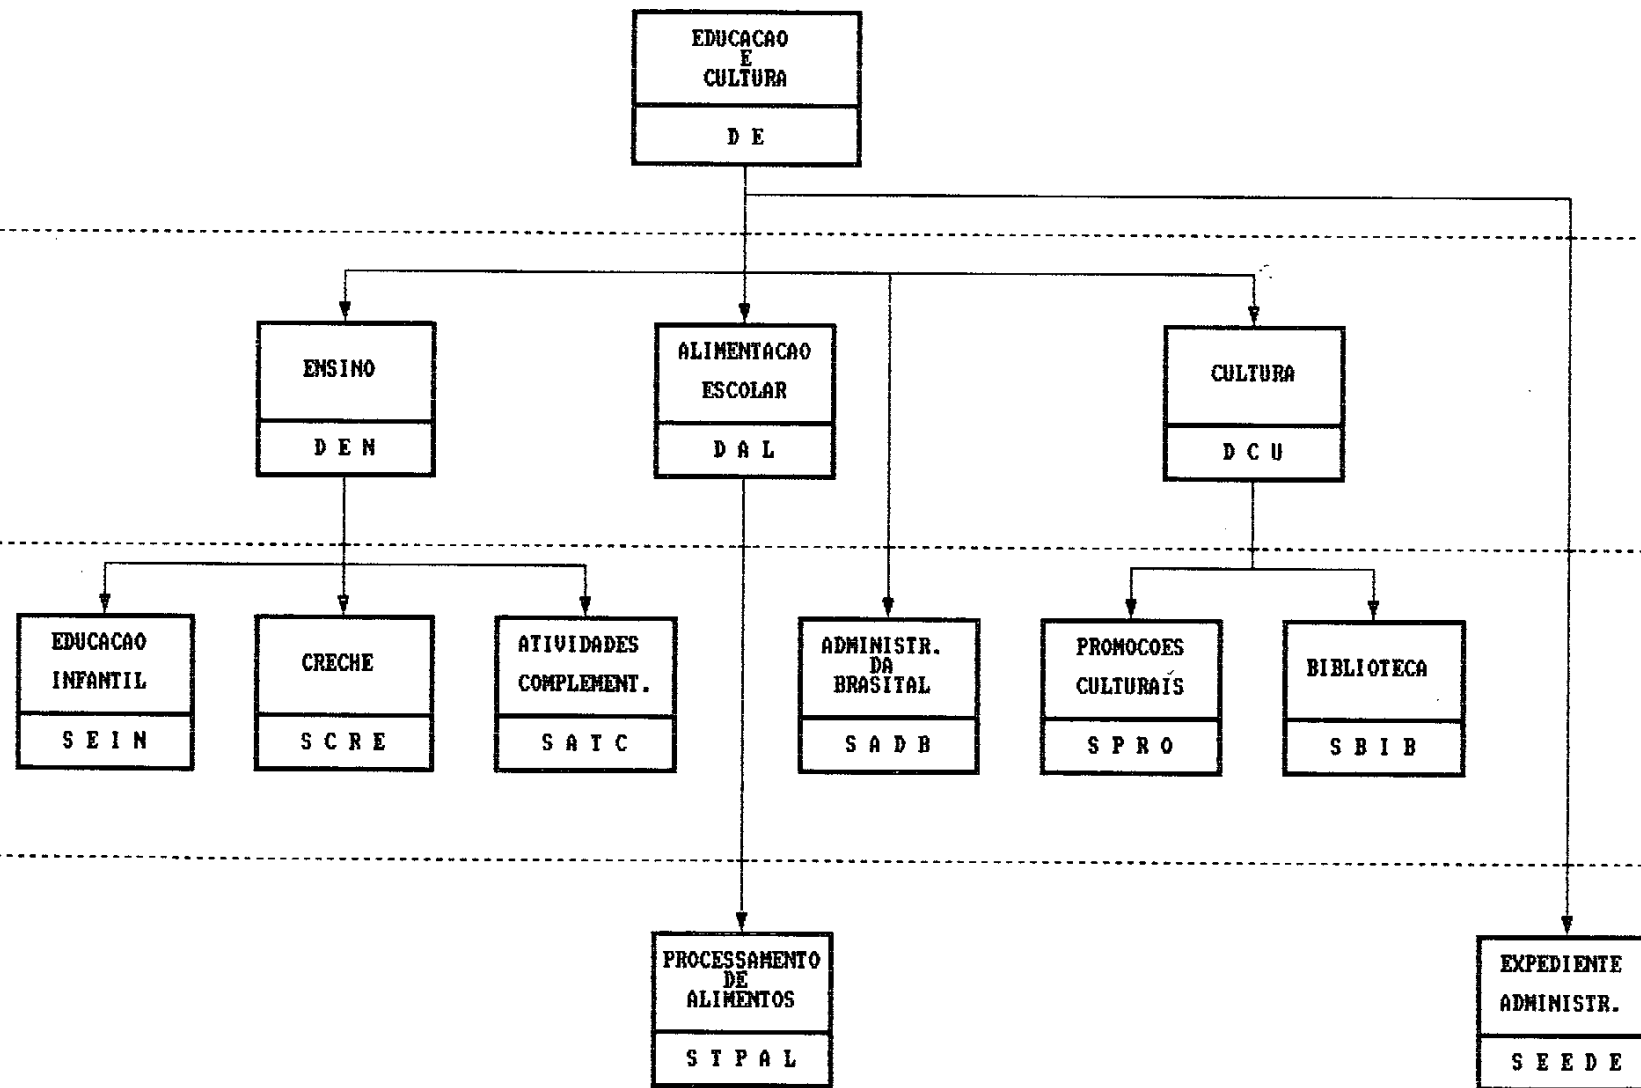 EDUCACAO
E
CULTURA
D E
ENSINO
D E N
ALIMENTACAO
ESCOLAR
D A L
CULTURA
D C U
EDUCACAO
INFANTIL
S E I N
CRECHE
S C R E
ATIVIDADES
COMPLEMENT.
S A T C
ADMINISTR.
DA
BRASITAL
S A D B
PROMOCOES
CULTURAIS
S P R O
BIBLIOTECA
S B I B
PROCESSAMENTO
DE
ALIMENTOS
S T P A L
EXPEDIENTE
ADMINISTR.
S E E D E